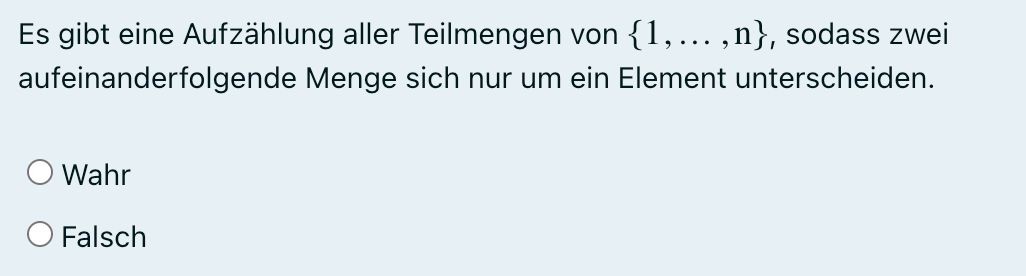 Es gibt eine Aufzählung aller Teilmengen von {1, … ,n}, sodass zwei
aufeinanderfolgende Menge sich nur um ein Element unterscheiden.
Wahr
Falsch